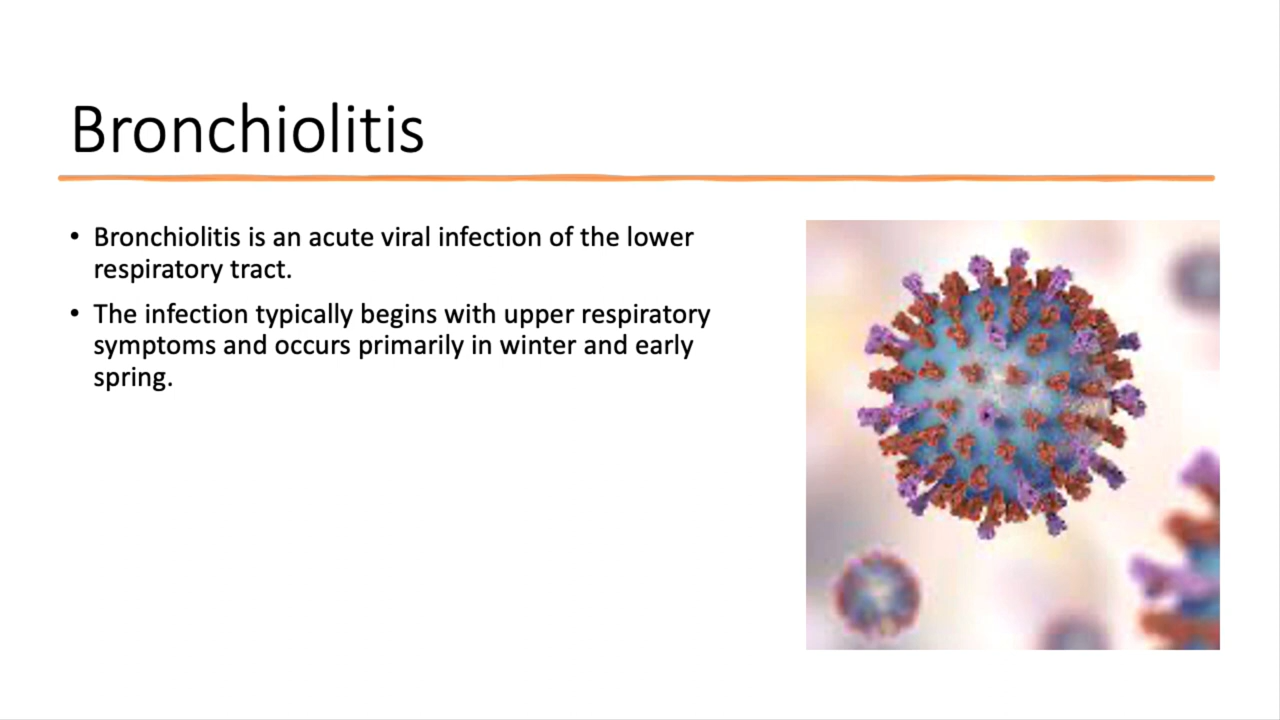 Bronchiolitis
• Bronchiolitis is an acute viral infection of the lower
respiratory tract.
• The infection typically begins with upper respiratory
symptoms and occurs primarily in winter and early
spring.